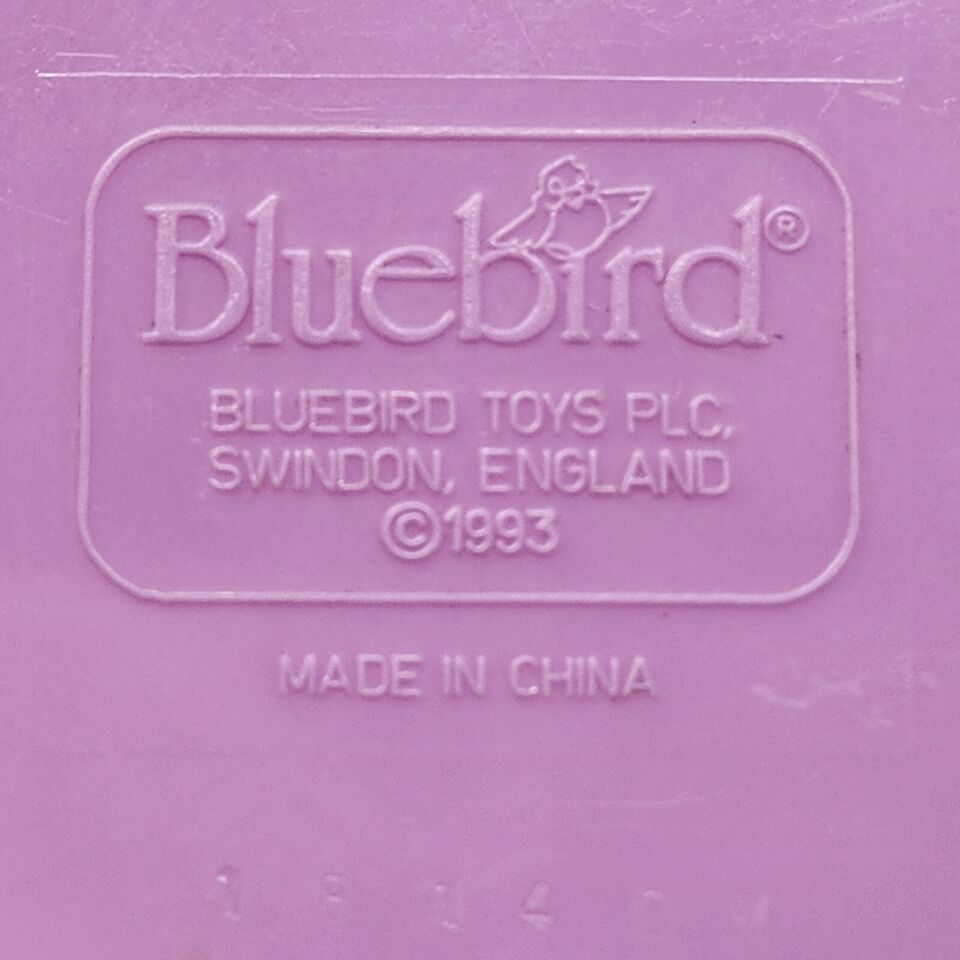 Bluebird®
BLUEBIRD TOYS PLC,
SWINDON, ENGLAND
©1993
MADE IN CHINA